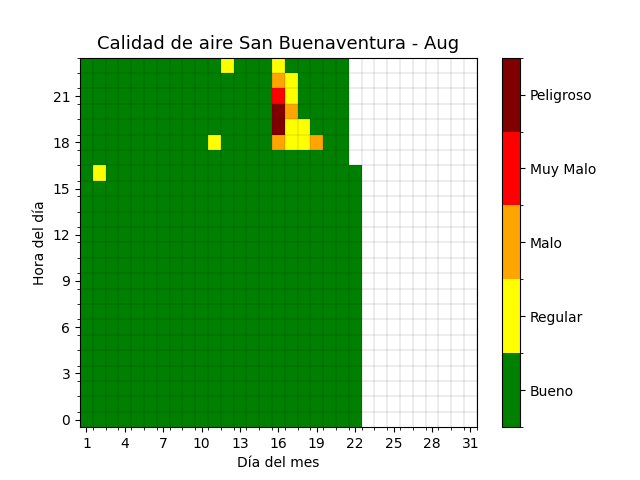 Calidad de aire San Buenaventura - Aug
Hora del día
21
18
15
12
9
6
3
0
1 4 7 10 13 16 19 22 25 28 31
Día del mes
Peligroso
Muy Malo
Malo
Regular
Bueno